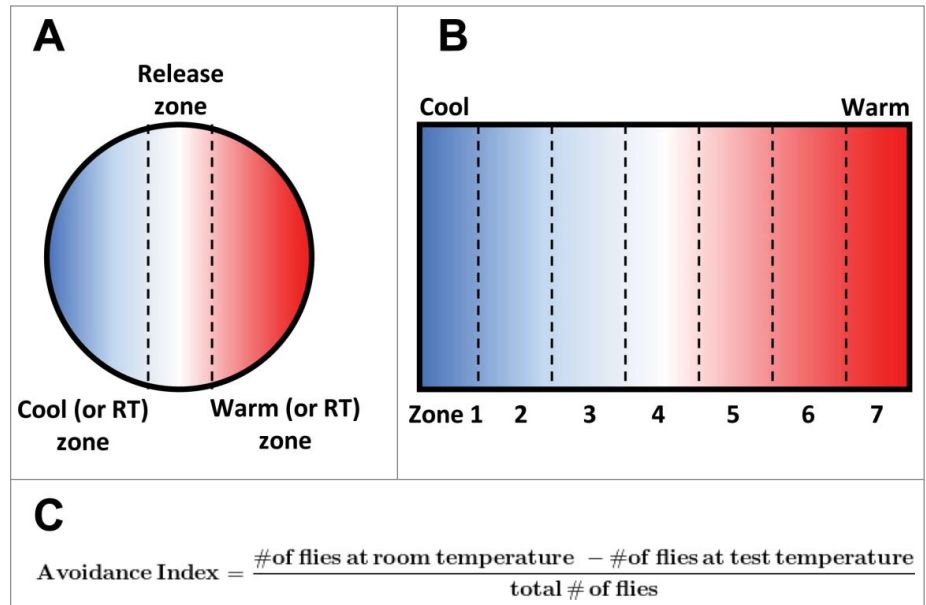 A
Release
zone
Cool (or RT)
zone
Warm (or RT)
zone
B
Cool Warm
Zone 1 2 3 4 5 6 7
C
Avoidance Index = #of flies at room temperature − #of flies at test temperature
total # of flies